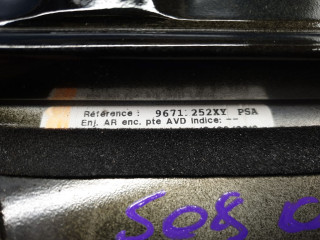 Référence : 9671.252XY PSA
Enj. AR enc. pte AVD indice: --
508